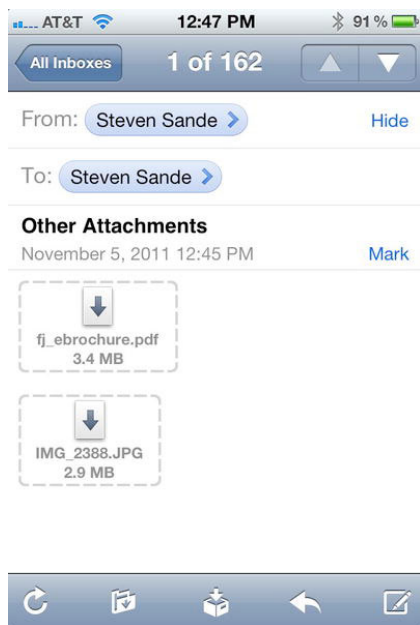 AT&T 12:47 PM 91%
All Inboxes 1 of 162
From: Steven Sande Hide
To: Steven Sande
Other Attachments
November 5, 2011 12:45 PM Mark
fj_ebrochure.pdf
3.4 MB
IMG_2388.JPG
2.9 MB